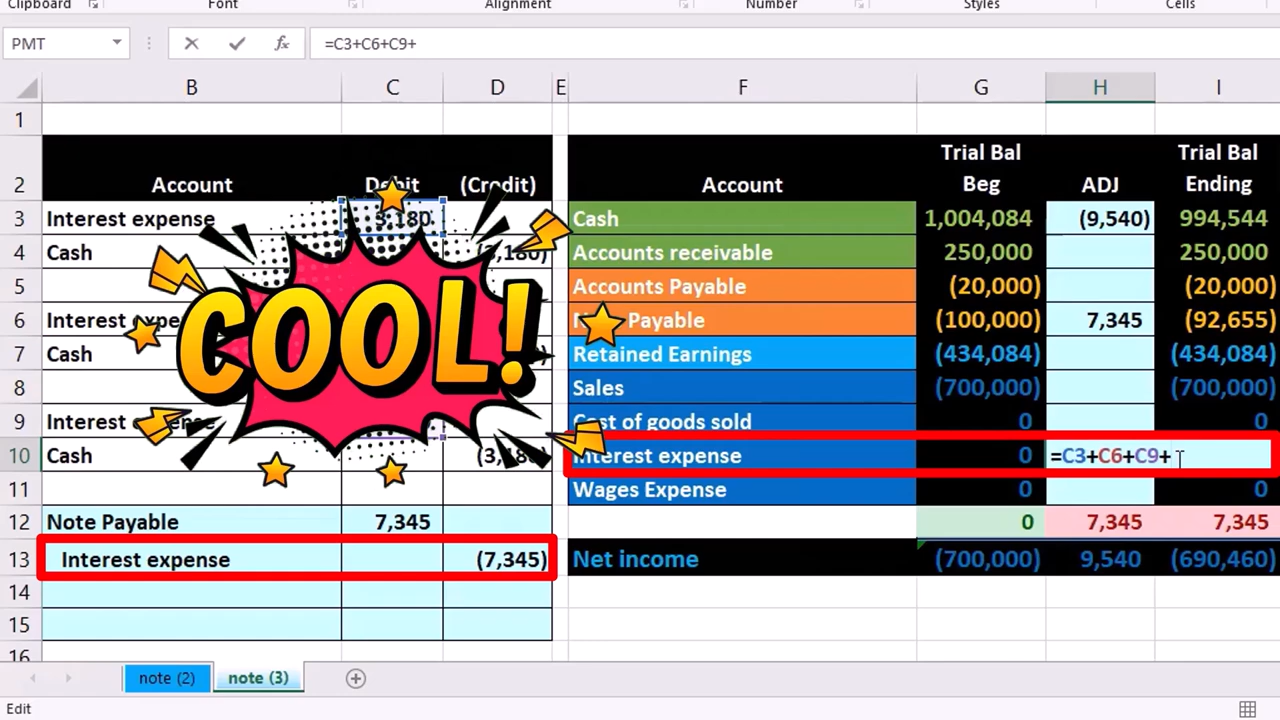 Clipboard Font Alignment Number Styles Cells
PMT =C3+C6+C9+
B C D E F G H I
1
2 Account Debit (Credit) Account Trial Bal Beg ADJ Trial Bal Ending
3 Interest expense 3,180 Cash 1,004,084 (9,540) 994,544
4 Cash (3,180) Accounts receivable 250,000 250,000
5 Accounts Payable (20,000) (20,000)
6 Interest Payable (100,000) 7,345 (92,655)
7 Cash Retained Earnings (434,084) (434,084)
8 Sales (700,000) (700,000)
9 Interest Cost of goods sold 0 0
10 Cash (3,180) Interest expense 0 =C3+C6+C9+
11 Wages Expense 0 0
12 Note Payable 7,345 0 7,345 7,345
13 Interest expense (7,345) Net income (700,000) 9,540 (690,460)
14
15
16
COOL!
note (2) note (3)
Edit